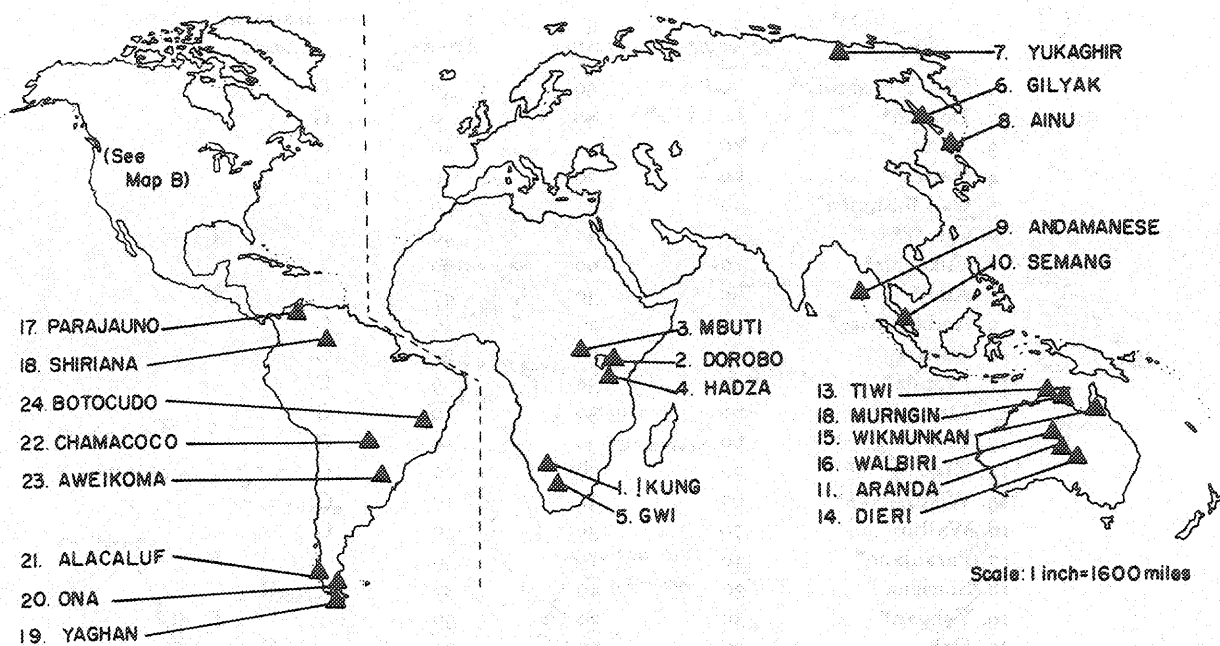 7. YUKAGHIR
6. GILYAK
8. AINU
(See
Map B)
9. ANDAMANESE
10. SEMANG
17. PARAJAUNO
18. SHIRIANA
24. BOTOCUDO
22. CHAMACOCO
23. AWEIKOMA
21. ALACALUF
20. ONA
19. YAGHAN
3. MBUTI
2. DOROBO
4. HADZA
1. !KUNG
5. GWI
13. TIWI
18. MURNGIN
15. WIKMUNKAN
16. WALBIRI
11. ARANDA
14. DIERI
Scale: 1 inch=1600 miles